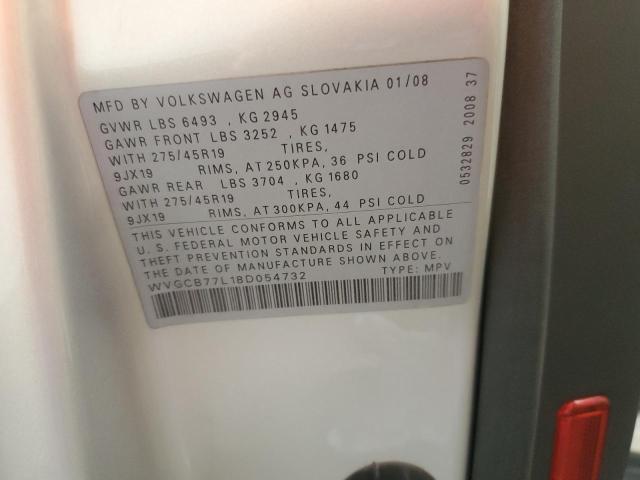 MFD BY VOLKSWAGEN AG SLOVAKIA 01/08
GVWR LBS 6493 , KG 2945
GAWR FRONT LBS 3252 , KG 1475
WITH 275/45R19 TIRES,
9JX19 RIMS, AT 250KPA, 36 PSI COLD
GAWR REAR LBS 3704 , KG 1680
WITH 275/45R19 TIRES,
9JX19 RIMS, AT 300KPA, 44 PSI COLD
THIS VEHICLE CONFORMS TO ALL APPLICABLE
U. S. FEDERAL MOTOR VEHICLE SAFETY AND
THEFT PREVENTION STANDARDS IN EFFECT ON
THE DATE OF MANUFACTURE SHOWN ABOVE.
WVGCB77L18D054732 TYPE: MPV
0532829 2008 37